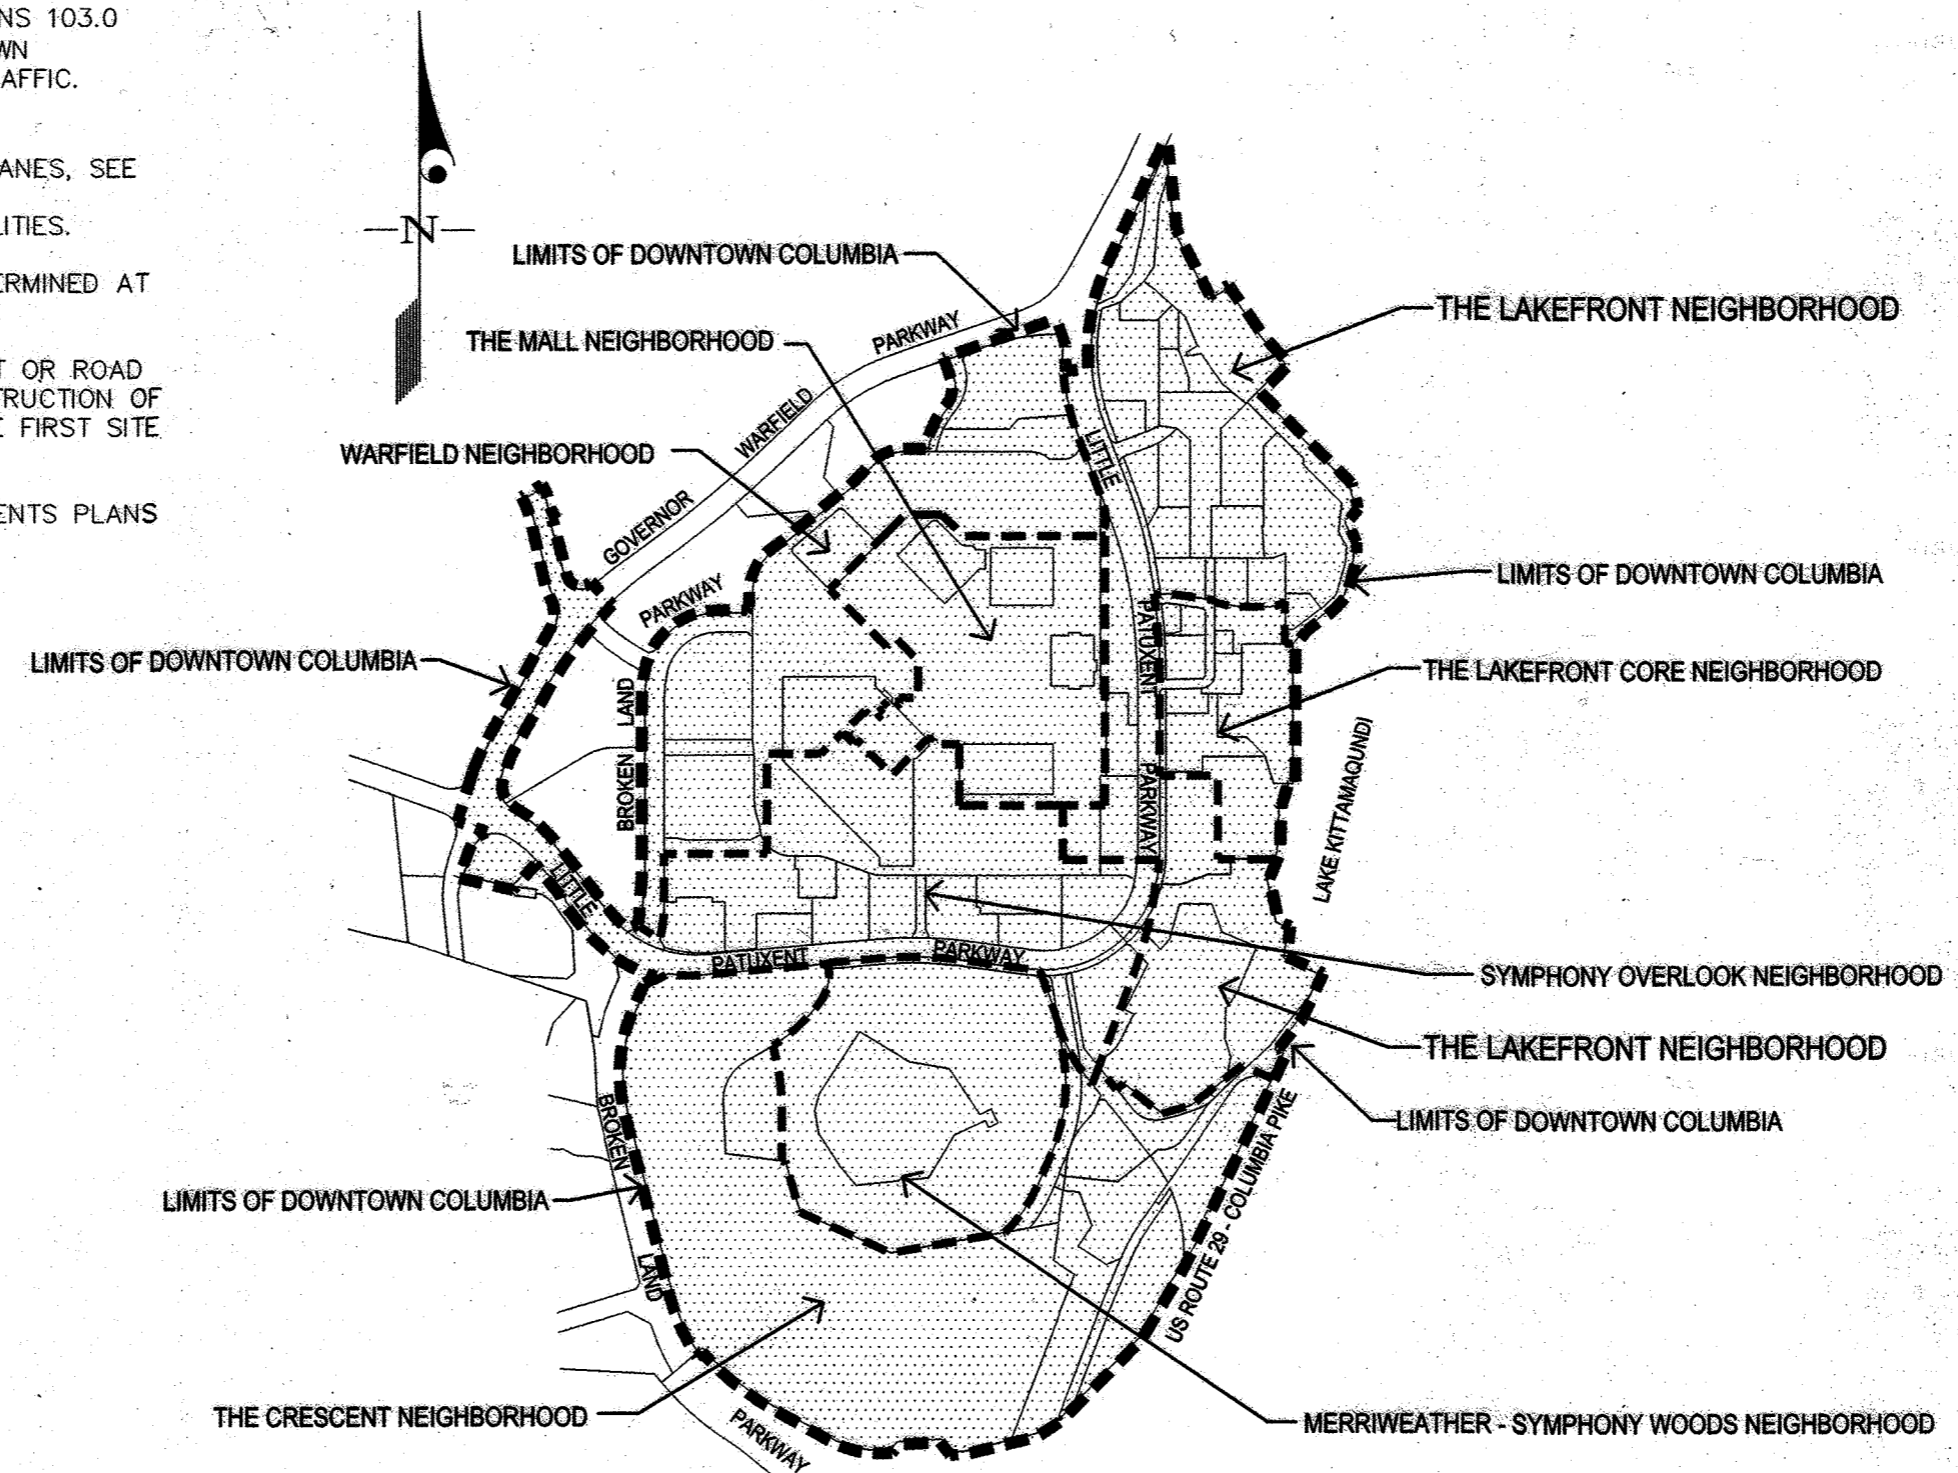 NS 103.0
WN
AFFIC.
ANES, SEE
LITIES.
ERMINED AT
T OR ROAD
TRUCTION OF
E FIRST SITE
ENTS PLANS
N
LIMITS OF DOWNTOWN COLUMBIA
THE MALL NEIGHBORHOOD
WARFIELD NEIGHBORHOOD
LIMITS OF DOWNTOWN COLUMBIA
LIMITS OF DOWNTOWN COLUMBIA
THE CRESCENT NEIGHBORHOOD
GOVERNOR
WARFIELD
PARKWAY
BROKEN LAND
PARKWAY
LITTLE
PATUXENT
PARKWAY
LITTLE
PATUXENT
PARKWAY
BROKEN
LAND
PARKWAY
LAKE KITTAMAQUNDI
US ROUTE 29 - COLUMBIA PIKE
THE LAKEFRONT NEIGHBORHOOD
LIMITS OF DOWNTOWN COLUMBIA
THE LAKEFRONT CORE NEIGHBORHOOD
SYMPHONY OVERLOOK NEIGHBORHOOD
THE LAKEFRONT NEIGHBORHOOD
LIMITS OF DOWNTOWN COLUMBIA
MERRIWEATHER - SYMPHONY WOODS NEIGHBORHOOD